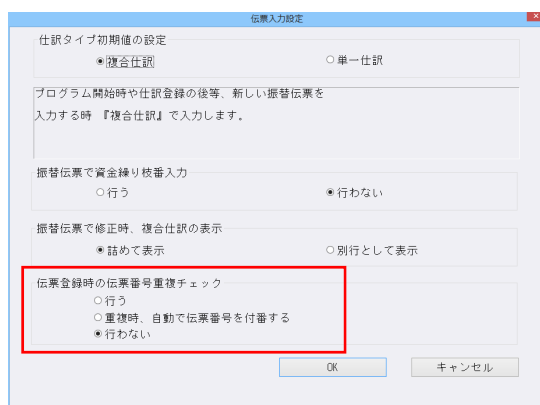 伝票入力設定
仕訳タイプ初期値の設定
複合仕訳 単一仕訳
プログラム開始時や仕訳登録の後等、新しい振替伝票を
入力する時 『複合仕訳』で入力します。
振替伝票で資金繰り枝番入力
行う 行わない
振替伝票で修正時、複合仕訳の表示
詰めて表示 別行として表示
伝票登録時の伝票番号重複チェック
行う
重複時、自動で伝票番号を付番する
行わない
OK キャンセル